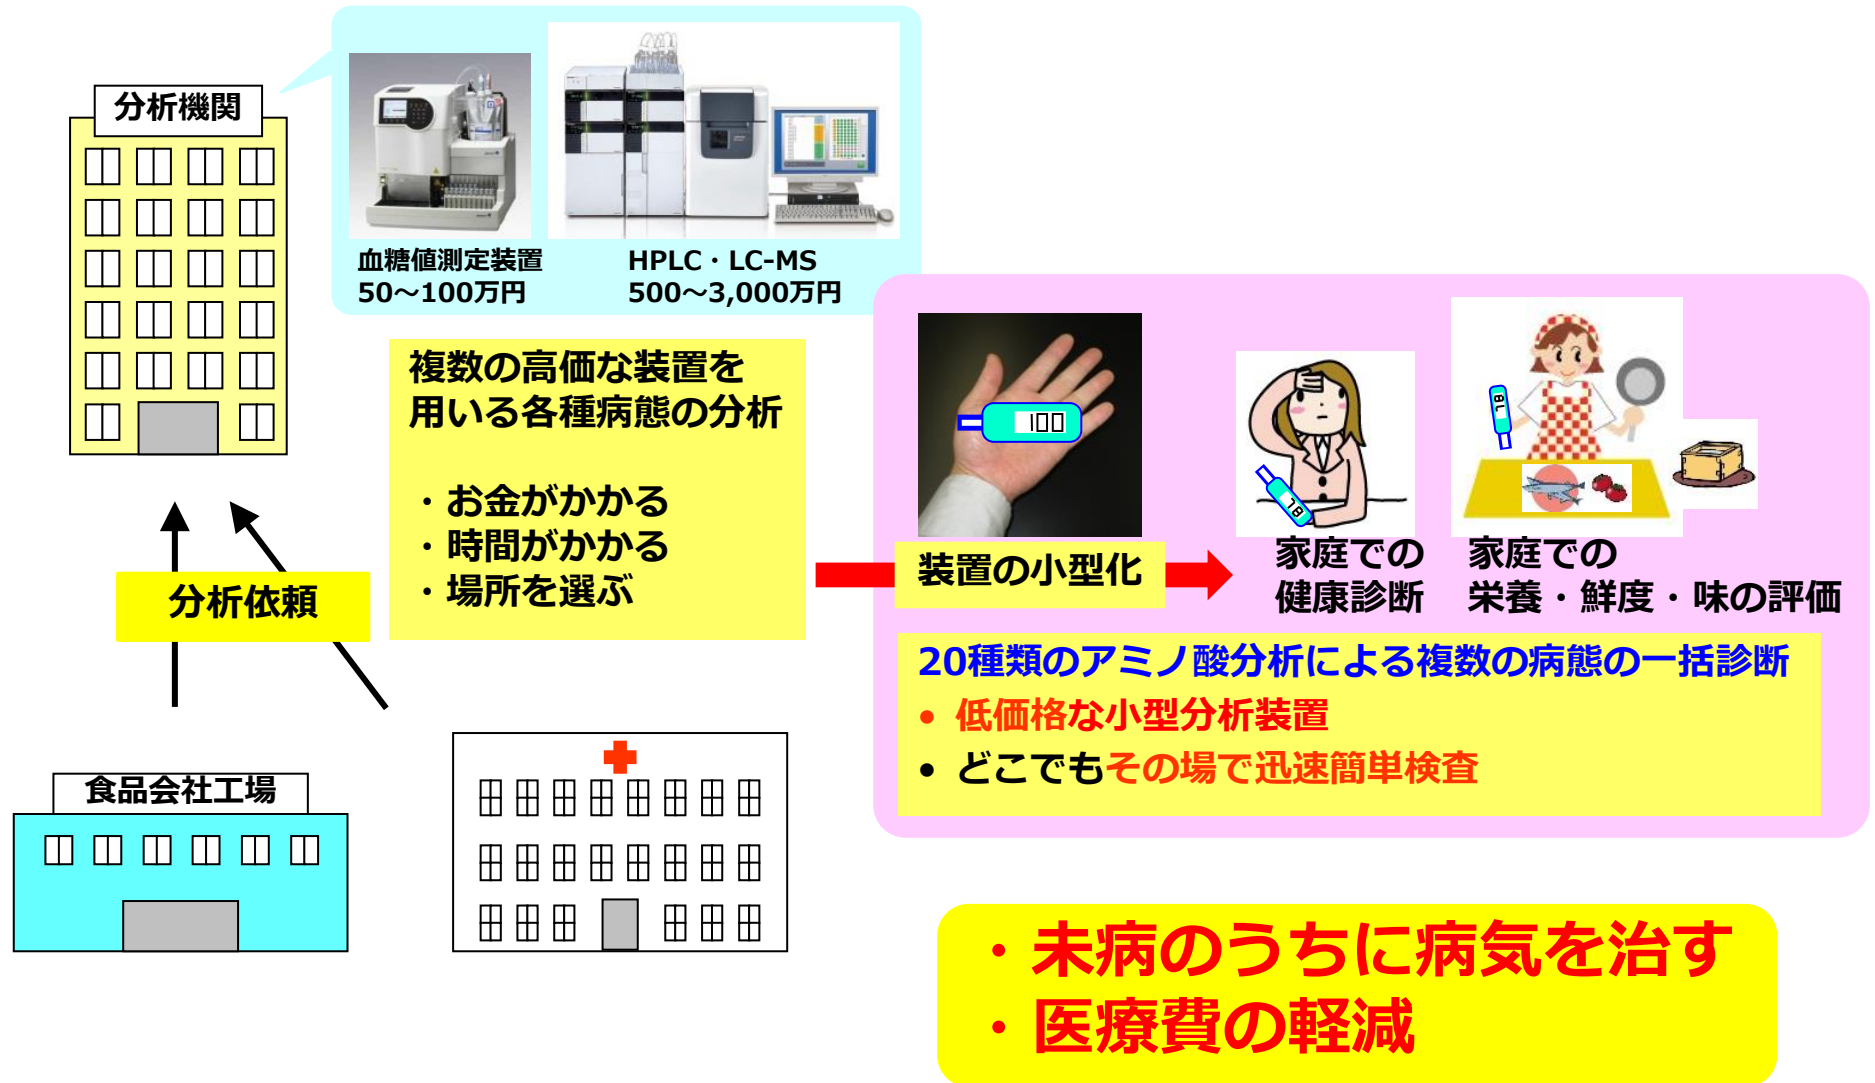 分析機関
血糖値測定装置
50～100万円
HPLC・LC-MS
500～3,000万円
複数の高価な装置を
用いる各種病態の分析
・お金がかかる
・時間がかかる
・場所を選ぶ
分析依頼
食品会社工場
100
装置の小型化
78
家庭での
健康診断
78
家庭での
栄養・鮮度・味の評価
20種類のアミノ酸分析による複数の病態の一括診断
• 低価格な小型分析装置
• どこでもその場で迅速簡単検査
・未病のうちに病気を治す
・医療費の軽減